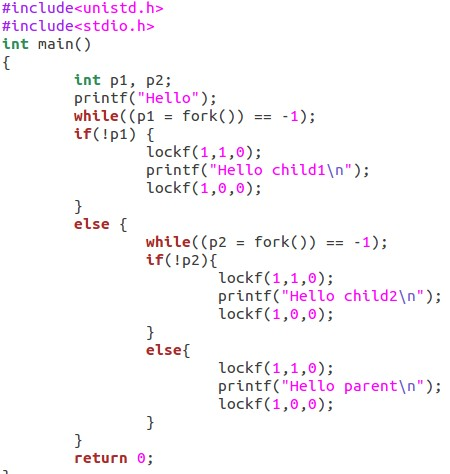 #include<unistd.h>
#include<stdio.h>
int main()
{
        int p1, p2;
        printf("Hello");
        while((p1 = fork()) == -1);
        if(!p1) {
                lockf(1,1,0);
                printf("Hello child1\n");
                lockf(1,0,0);
        }
        else {
                while((p2 = fork()) == -1);
                if(!p2){
                        lockf(1,1,0);
                        printf("Hello child2\n");
                        lockf(1,0,0);
                }
                else{
                        lockf(1,1,0);
                        printf("Hello parent\n");
                        lockf(1,0,0);
                }
        }
        return 0;
}